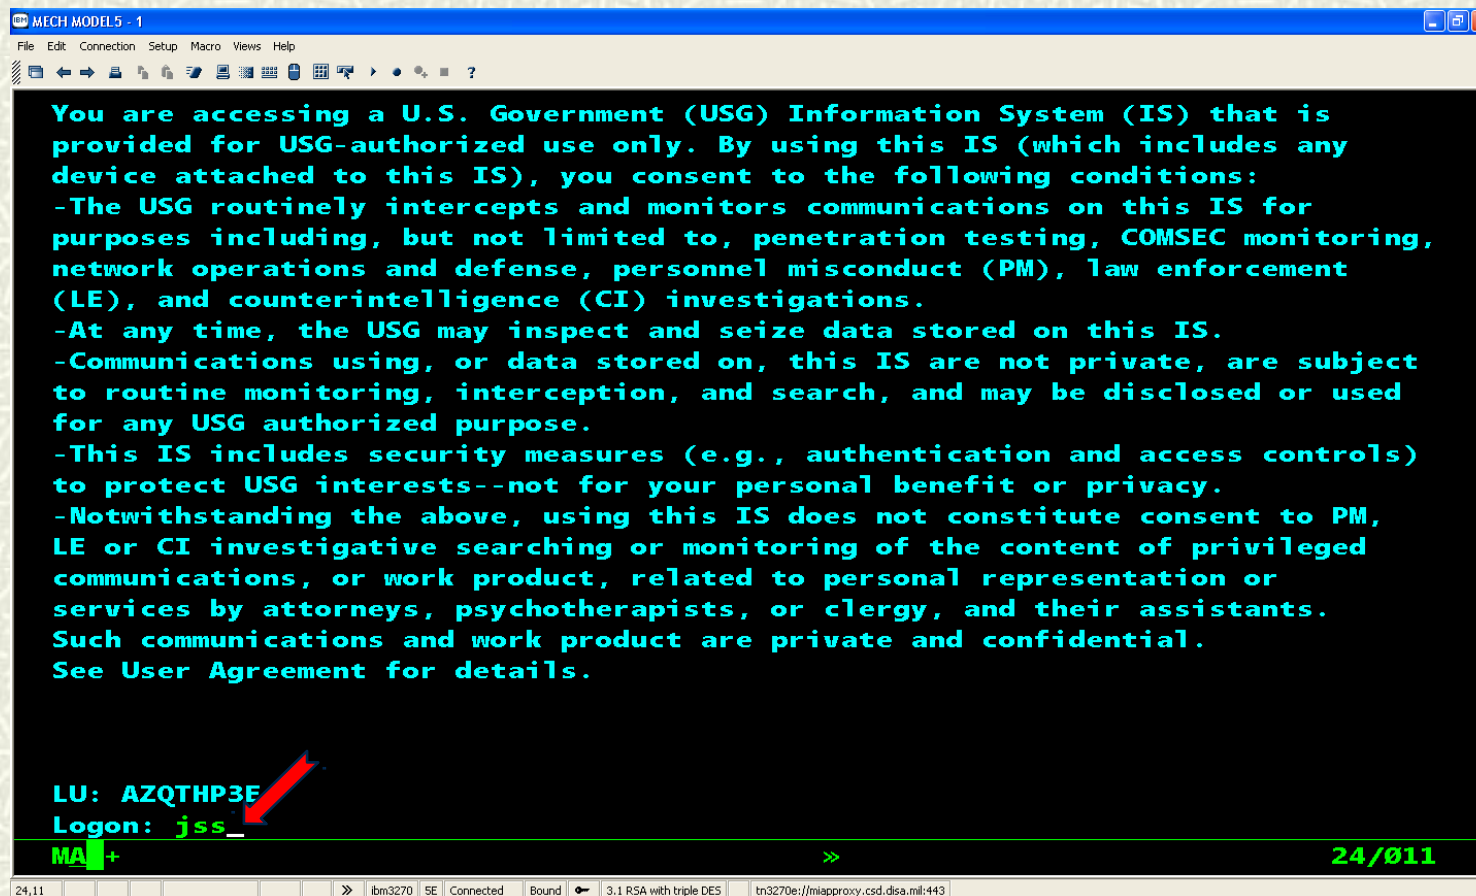 IBM MECH MODEL5 - 1
File Edit Connection Setup Macro Views Help
You are accessing a U.S. Government (USG) Information System (IS) that is
provided for USG-authorized use only. By using this IS (which includes any
device attached to this IS), you consent to the following conditions:
-The USG routinely intercepts and monitors communications on this IS for
purposes including, but not limited to, penetration testing, COMSEC monitoring,
network operations and defense, personnel misconduct (PM), law enforcement
(LE), and counterintelligence (CI) investigations.
-At any time, the USG may inspect and seize data stored on this IS.
-Communications using, or data stored on, this IS are not private, are subject
to routine monitoring, interception, and search, and may be disclosed or used
for any USG authorized purpose.
-This IS includes security measures (e.g., authentication and access controls)
to protect USG interests--not for your personal benefit or privacy.
-Notwithstanding the above, using this IS does not constitute consent to PM,
LE or CI investigative searching or monitoring of the content of privileged
communications, or work product, related to personal representation or
services by attorneys, psychotherapists, or clergy, and their assistants.
Such communications and work product are private and confidential.
See User Agreement for details.
LU: AZQTHP3E
Logon: jss_
MA + » 24/Ø11
24,11 » ibm3270 5E Connected Bound 3.1 RSA with triple DES tn3270e://miapproxy.csd.disa.mil:443